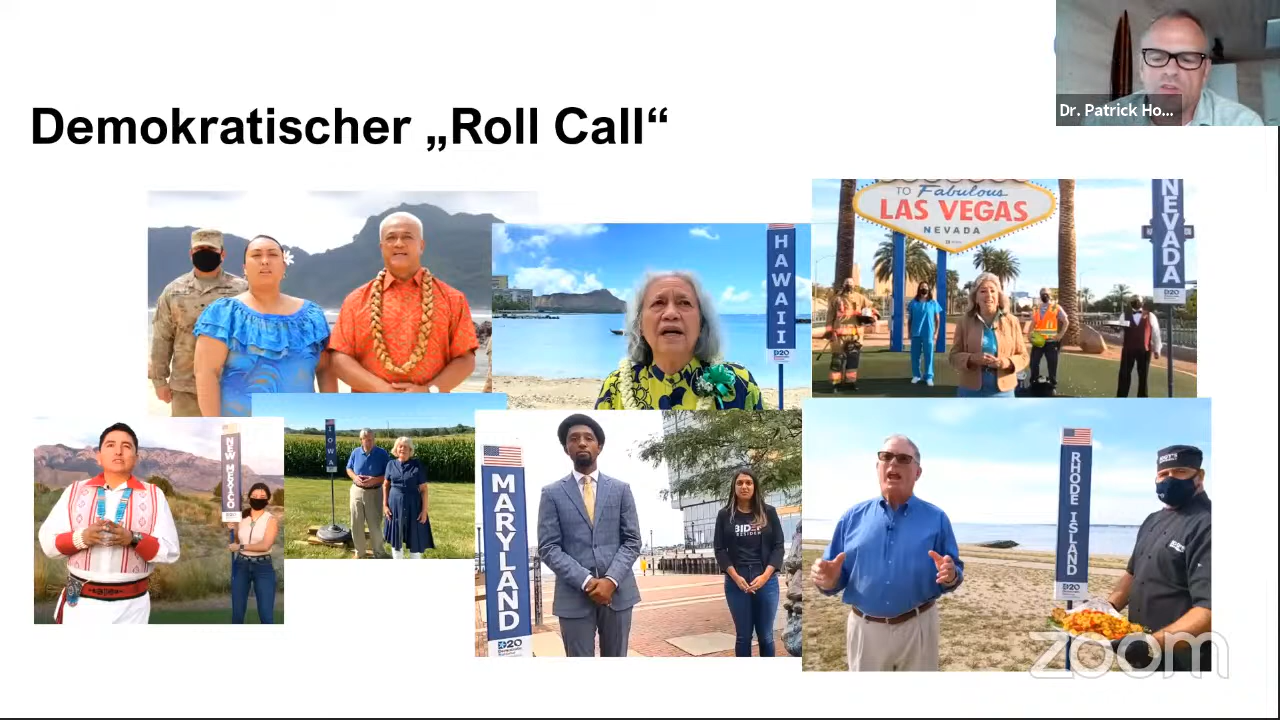 Dr. Patrick Ho...
Demokratischer „Roll Call“
TO Fabulous
LAS VEGAS
NEVADA
NEVADA
HAWAII
D20
D20
NEW MEXICO
IOWA
MARYLAND
D20
BIDEN
RHODE ISLAND
D20
zoom